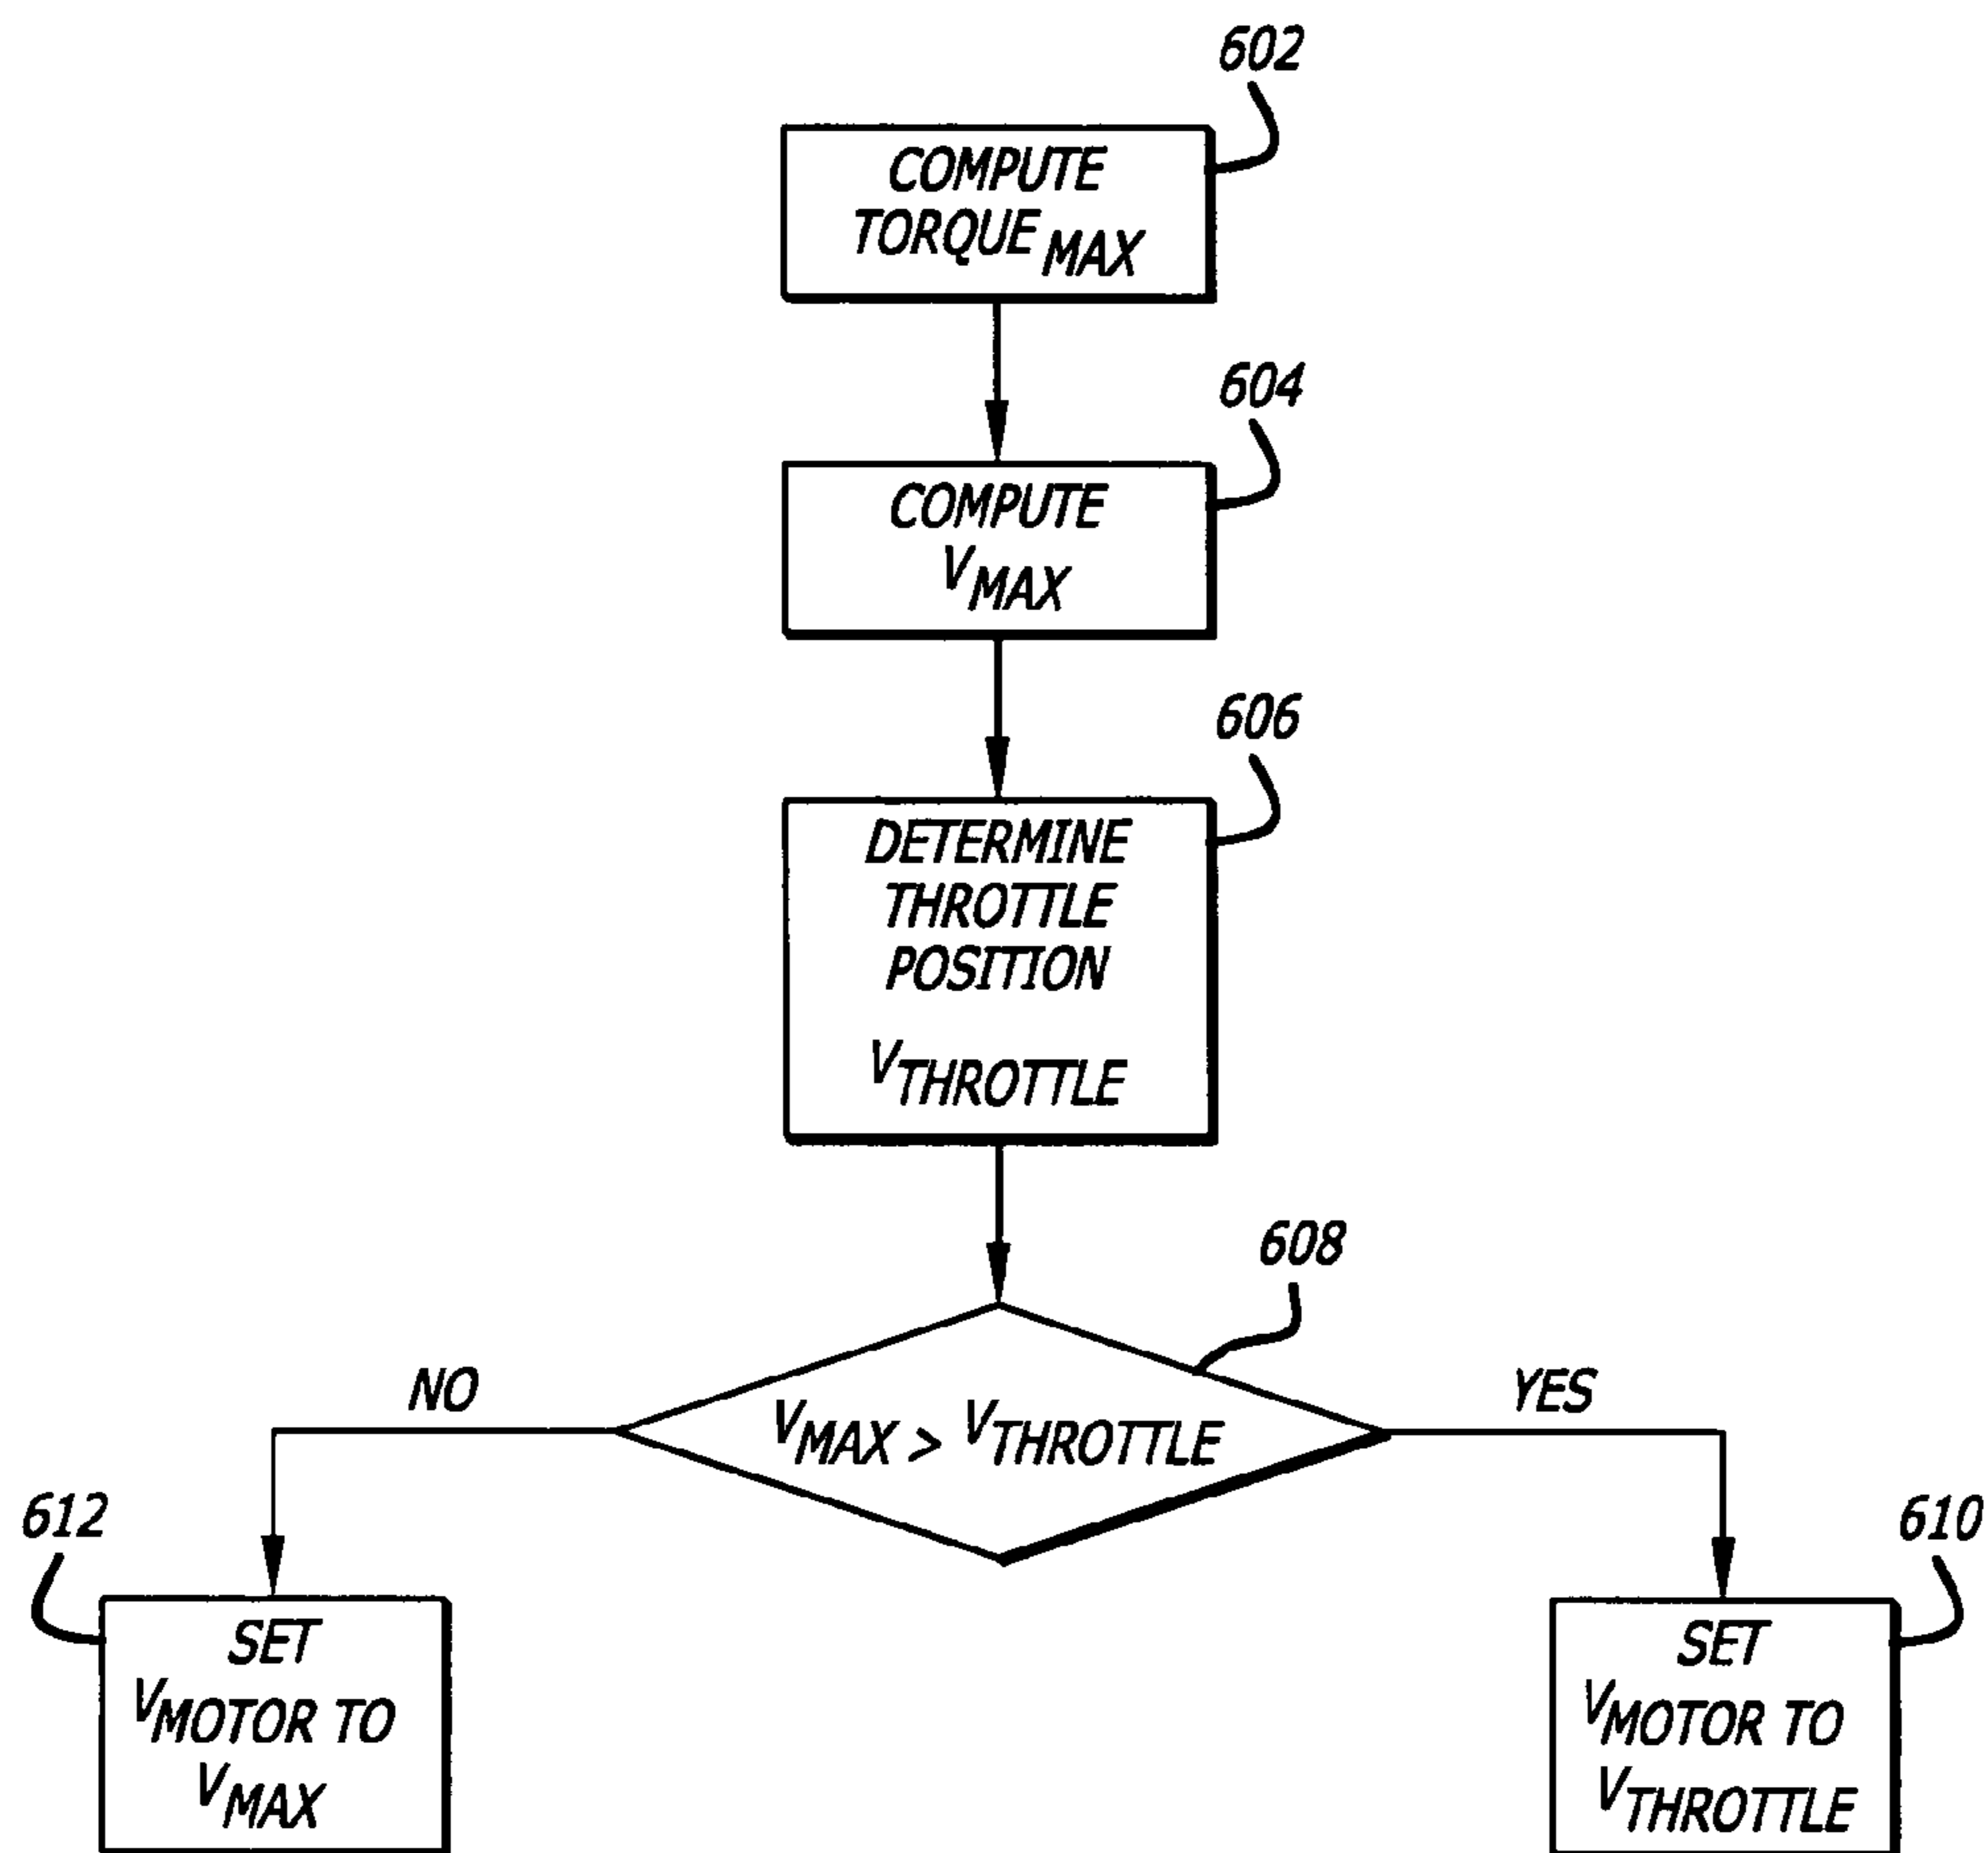 602
COMPUTE
TORQUE MAX
604
COMPUTE
VMAX
606
DETERMINE
THROTTLE
POSITION
VTHROTTLE
608
NO
VMAX > VTHROTTLE
YES
612
SET
VMOTOR TO
VMAX
610
SET
VMOTOR TO
VTHROTTLE